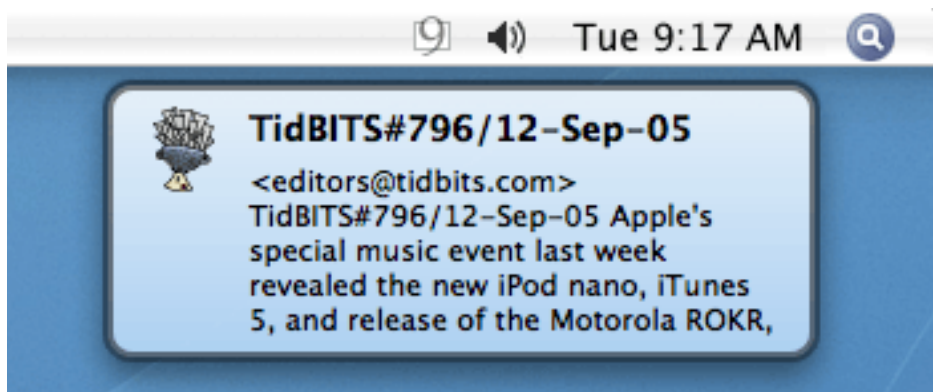 9 Tue 9:17 AM
TidBITS#796/12-Sep-05
<editors@tidbits.com>
TidBITS#796/12-Sep-05 Apple's
special music event last week
revealed the new iPod nano, iTunes
5, and release of the Motorola ROKR,